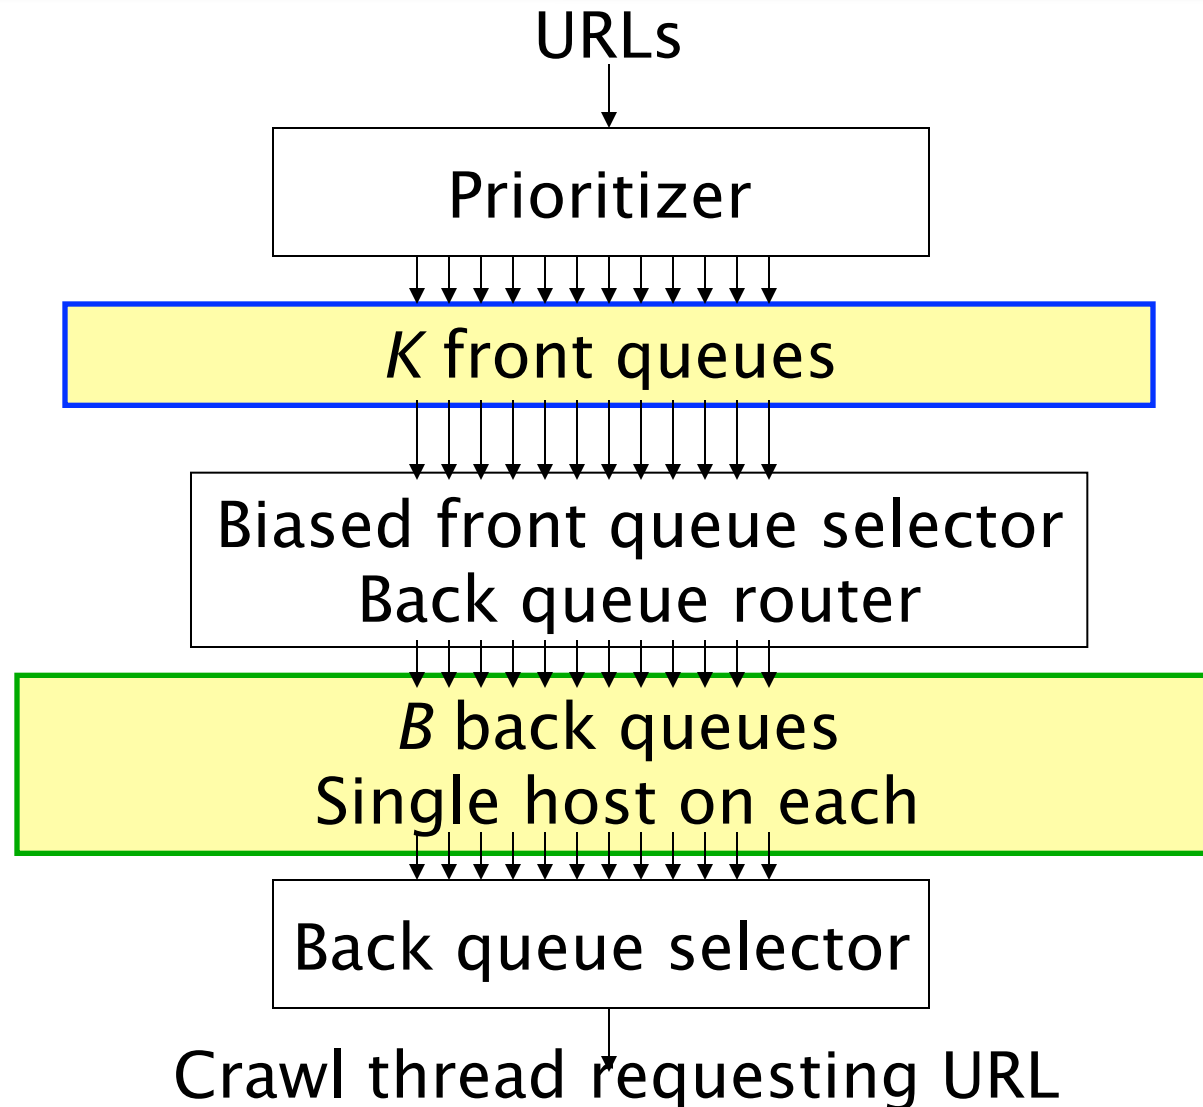 URLs
Prioritizer
K front queues
Biased front queue selector
Back queue router
B back queues
Single host on each
Back queue selector
Crawl thread requesting URL